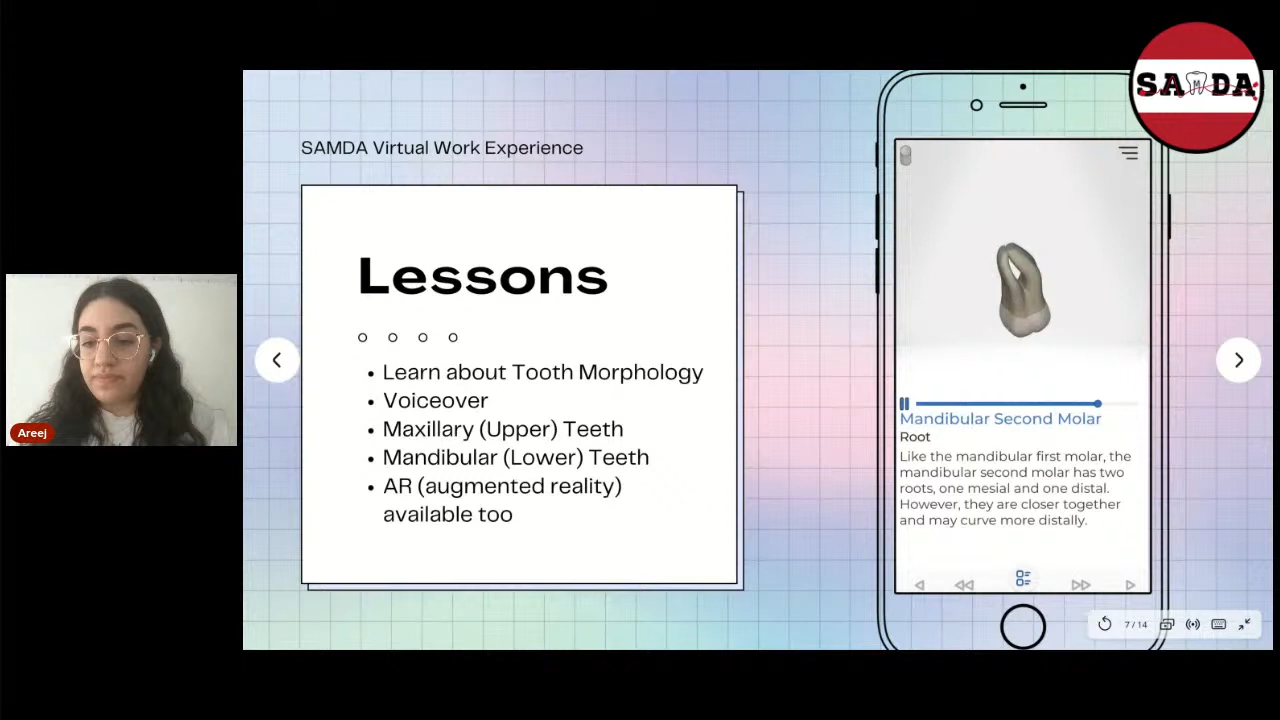 SAMDA
SAMDA Virtual Work Experience
Lessons
• Learn about Tooth Morphology
• Voiceover
• Maxillary (Upper) Teeth
• Mandibular (Lower) Teeth
• AR (augmented reality)
available too
Areej
Mandibular Second Molar
Root
Like the mandibular first molar, the
mandibular second molar has two
roots, one mesial and one distal.
However, they are closer together
and may curve more distally.
7 / 14